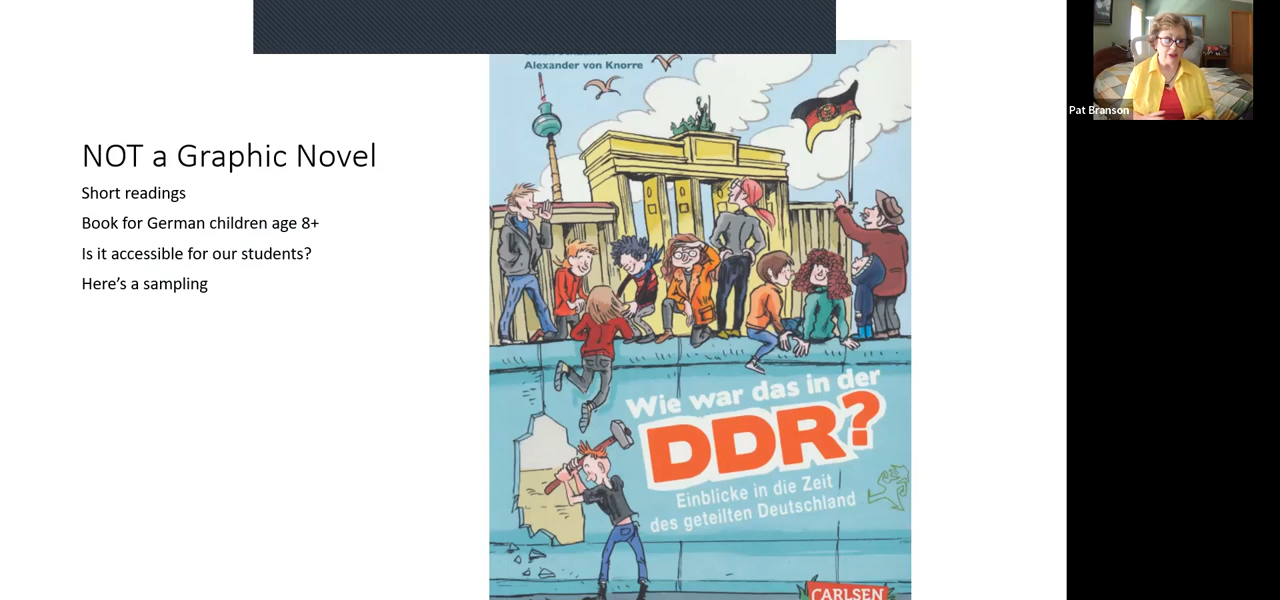 NOT a Graphic Novel
Short readings
Book for German children age 8+
Is it accessible for our students?
Here's a sampling
Alexander von Knorre
Wie war das in der
DDR?
Einblicke in die Zeit
des geteilten Deutschland
CARLSEN
Pat Branson